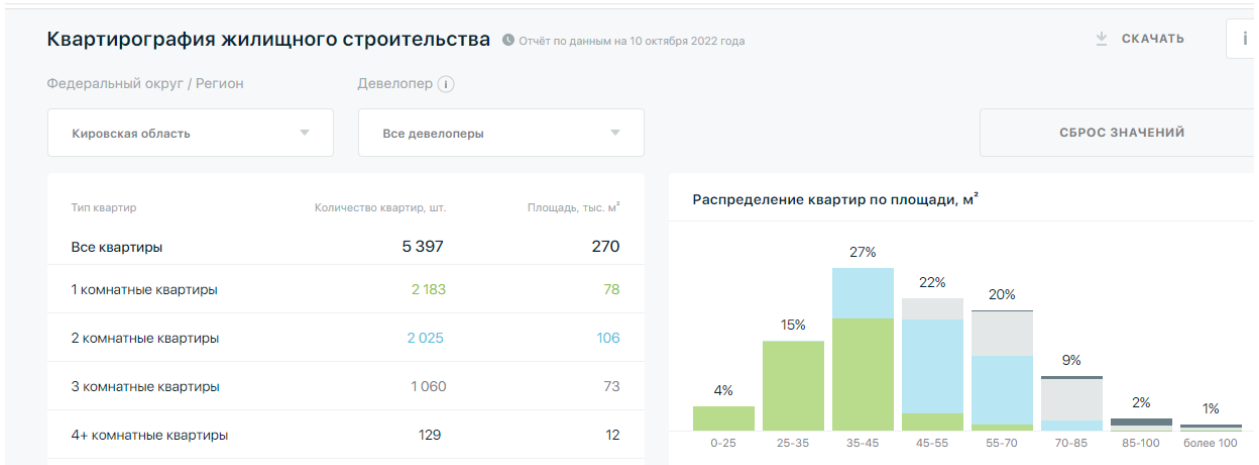 Квартирография жилищного строительства Отчёт по данным на 10 октября 2022 года СКАЧАТЬ i
Федеральный округ / Регион Девелопер i
Кировская область Все девелоперы СБРОС ЗНАЧЕНИЙ
Тип квартир Количество квартир, шт. Площадь, тыс. м²
Все квартиры 5 397 270
1 комнатные квартиры 2 183 78
2 комнатные квартиры 2 025 106
3 комнатные квартиры 1 060 73
4+ комнатные квартиры 129 12
Распределение квартир по площади, м²
4% 15% 27% 22% 20% 9% 2% 1%
0-25 25-35 35-45 45-55 55-70 70-85 85-100 более 100